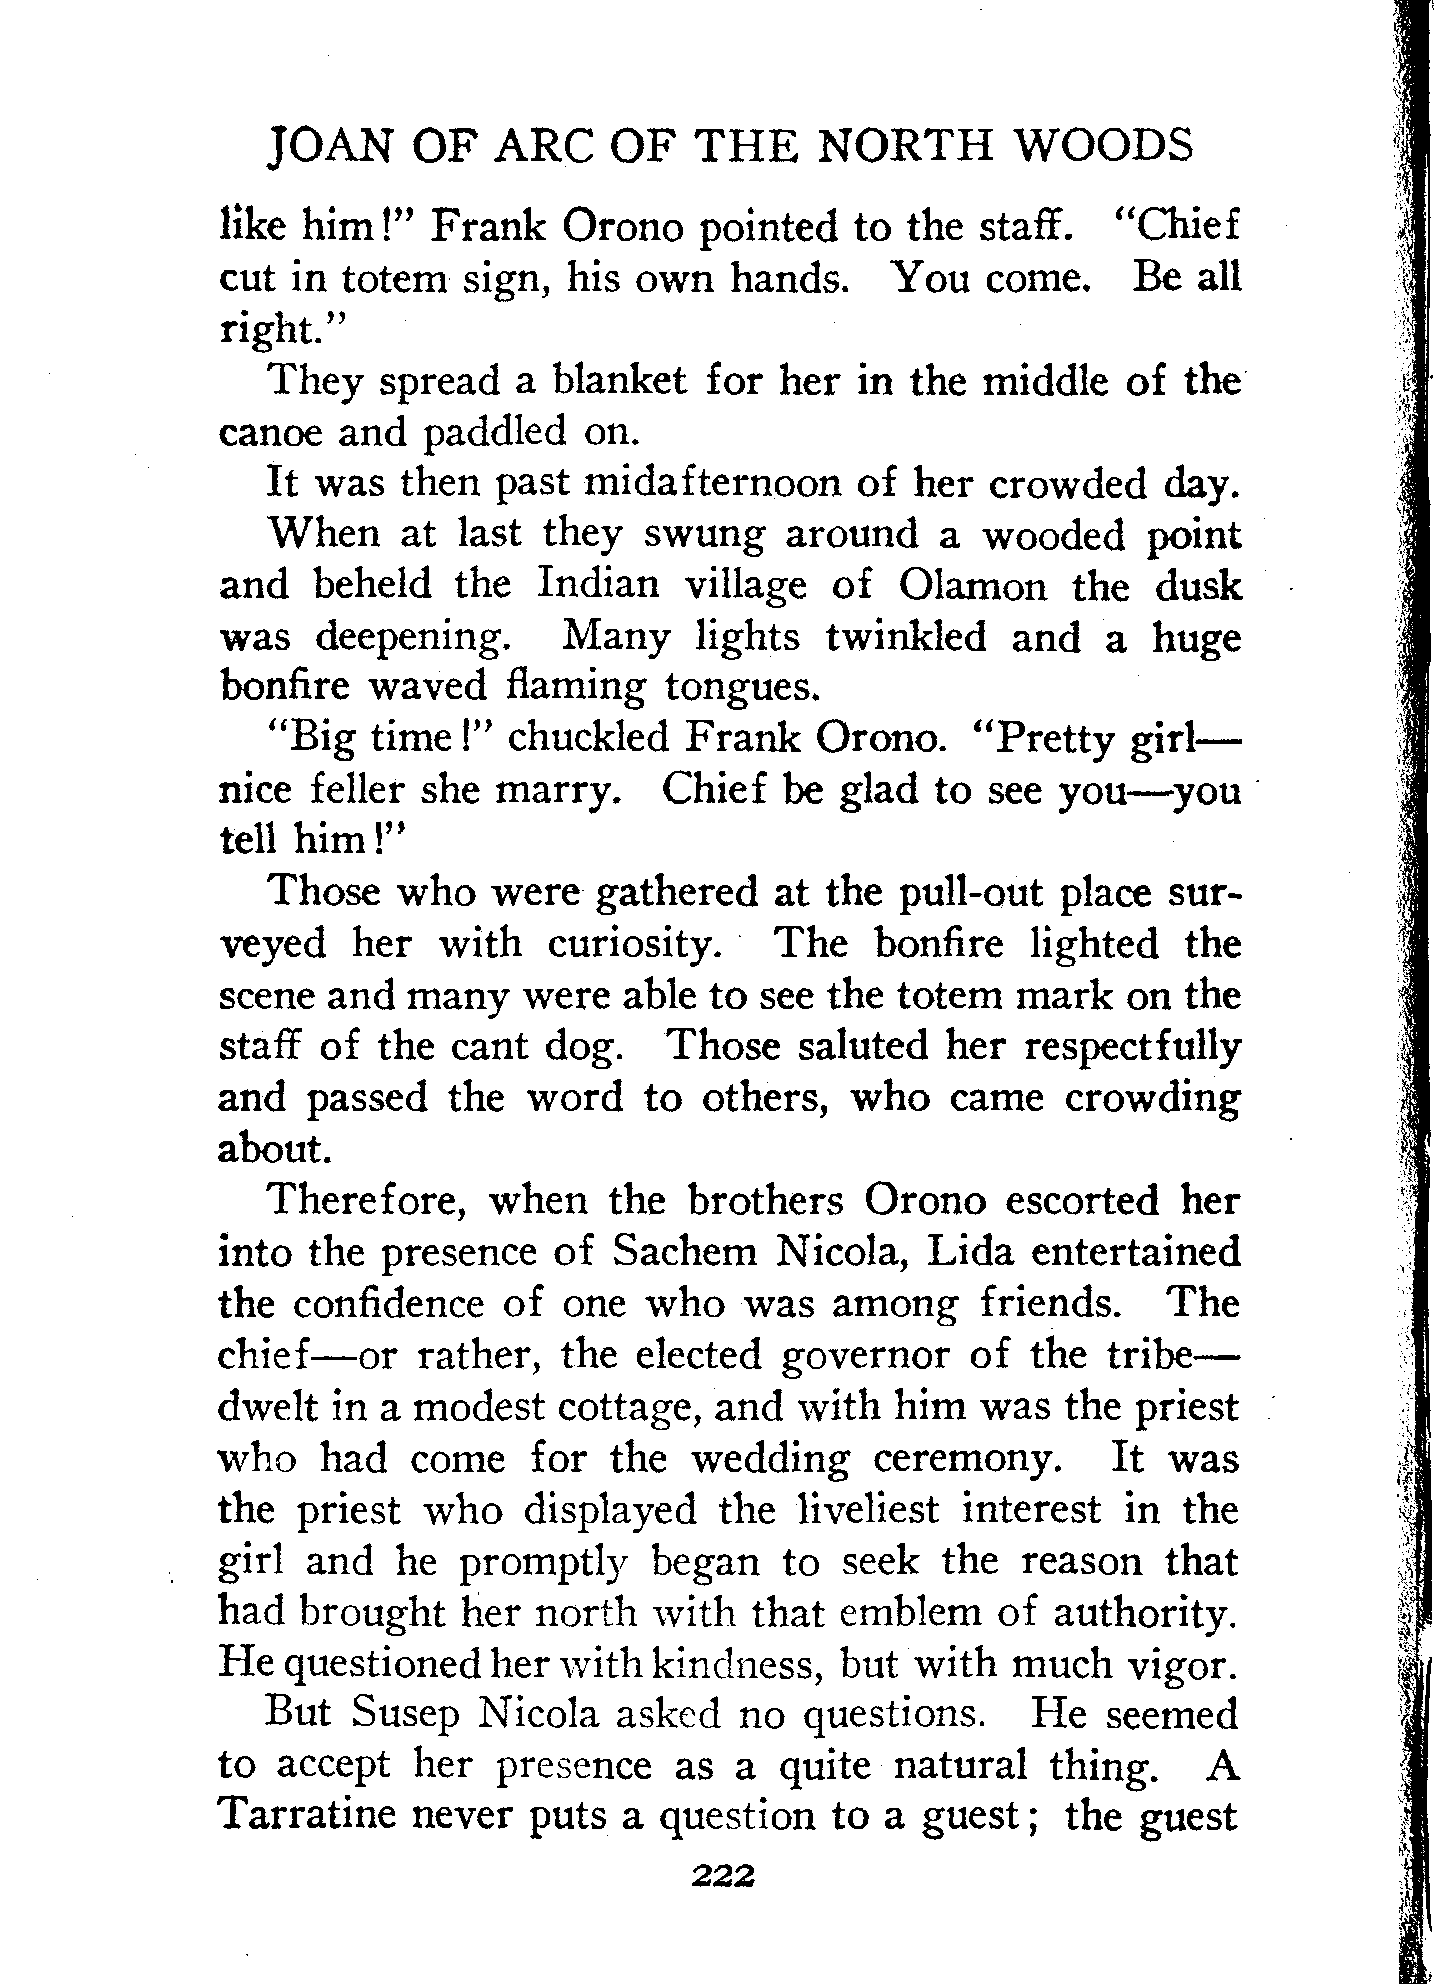 JOAN OF ARC OF THE NORTH WOODS
like him!" Frank Orono pointed to the staff. "Chief
cut in totem sign, his own hands. You come. Be all
right."
They spread a blanket for her in the middle of the
canoe and paddled on.
It was then past midafternoon of her crowded day.
When at last they swung around a wooded point
and beheld the Indian village of Olamon the dusk
was deepening. Many lights twinkled and a huge
bonfire waved flaming tongues.
"Big time!" chuckled Frank Orono. "Pretty girl—
nice feller she marry. Chief be glad to see you—you
tell him!"
Those who were gathered at the pull-out place sur-
veyed her with curiosity. The bonfire lighted the
scene and many were able to see the totem mark on the
staff of the cant dog. Those saluted her respectfully
and passed the word to others, who came crowding
about.
Therefore, when the brothers Orono escorted her
into the presence of Sachem Nicola, Lida entertained
the confidence of one who was among friends. The
chief—or rather, the elected governor of the tribe—
dwelt in a modest cottage, and with him was the priest
who had come for the wedding ceremony. It was
the priest who displayed the liveliest interest in the
girl and he promptly began to seek the reason that
had brought her north with that emblem of authority.
He questioned her with kindness, but with much vigor.
But Susep Nicola asked no questions. He seemed
to accept her presence as a quite natural thing. A
Tarratine never puts a question to a guest; the guest
222